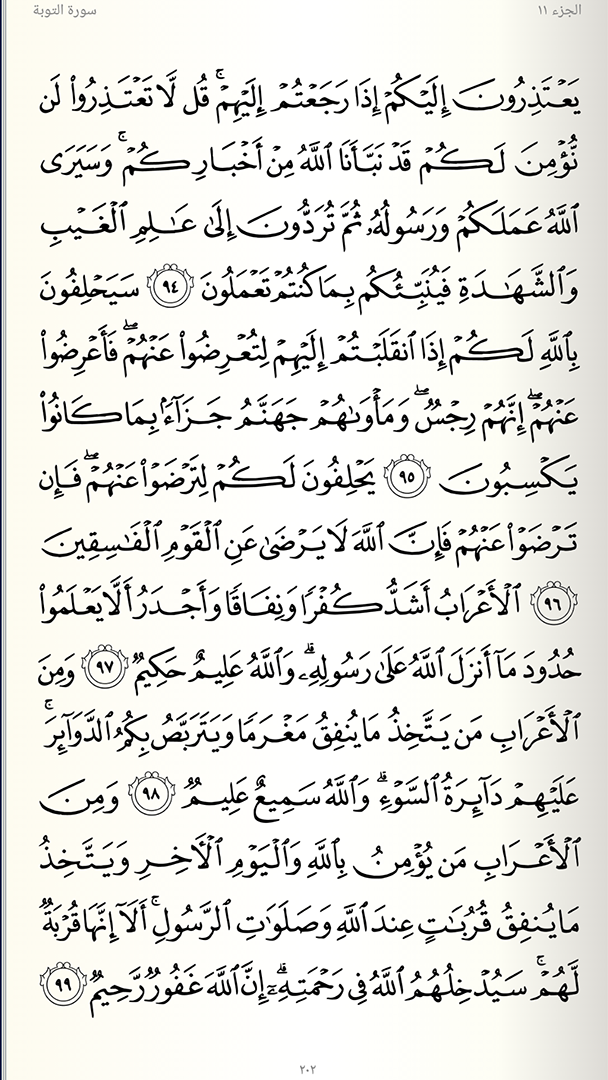 الجزء ١١
سورة التوبة
يَعۡتَذِرُونَ إِلَيۡكُمۡ إِذَا رَجَعۡتُمۡ إِلَيۡهِمۡۚ قُل لَّا تَعۡتَذِرُواْ لَن
نُّؤۡمِنَ لَكُمۡ قَدۡ نَبَّأَنَا ٱللَّهُ مِنۡ أَخۡبَارِكُمۡۚ وَسَيَرَى
ٱللَّهُ عَمَلَكُمۡ وَرَسُولُهُۥ ثُمَّ تُرَدُّونَ إِلَىٰ عَٰلِمِ ٱلۡغَيۡبِ
وَٱلشَّهَٰدَةِ فَيُنَبِّئُكُم بِمَا كُنتُمۡ تَعۡمَلُونَ ٩٤ سَيَحۡلِفُونَ
بِٱللَّهِ لَكُمۡ إِذَا ٱنقَلَبۡتُمۡ إِلَيۡهِمۡ لِتُعۡرِضُواْ عَنۡهُمۡۖ فَأَعۡرِضُواْ
عَنۡهُمۡۖ إِنَّهُمۡ رِجۡسٞۖ وَمَأۡوَىٰهُمۡ جَهَنَّمُ جَزَآءَۢ بِمَا كَانُواْ
يَكۡسِبُونَ ٩٥ يَحۡلِفُونَ لَكُمۡ لِتَرۡضَوۡاْ عَنۡهُمۡۖ فَإِن
تَرۡضَوۡاْ عَنۡهُمۡ فَإِنَّ ٱللَّهَ لَا يَرۡضَىٰ عَنِ ٱلۡقَوۡمِ ٱلۡفَٰسِقِينَ
٩٦ ٱلۡأَعۡرَابُ أَشَدُّ كُفۡرٗا وَنِفَاقٗا وَأَجۡدَرُ أَلَّا يَعۡلَمُواْ
حُدُودَ مَآ أَنزَلَ ٱللَّهُ عَلَىٰ رَسُولِهِۦۗ وَٱللَّهُ عَلِيمٌ حَكِيمٞ ٩٧ وَمِنَ
ٱلۡأَعۡرَابِ مَن يَتَّخِذُ مَا يُنفِقُ مَغۡرَمٗا وَيَتَرَبَّصُ بِكُمُ ٱلدَّوَآئِرَۚ
عَلَيۡهِمۡ دَآئِرَةُ ٱلسَّوۡءِۗ وَٱللَّهُ سَمِيعٌ عَلِيمٞ ٩٨ وَمِنَ
ٱلۡأَعۡرَابِ مَن يُؤۡمِنُ بِٱللَّهِ وَٱلۡيَوۡمِ ٱلۡأٓخِرِ وَيَتَّخِذُ
مَا يُنفِقُ قُرُبَٰتٍ عِندَ ٱللَّهِ وَصَلَوَٰتِ ٱلرَّسُولِۚ أَلَآ إِنَّهَا قُرۡبَةٞ
لَّهُمۡۚ سَيُدۡخِلُهُمُ ٱللَّهُ فِي رَحۡمَتِهِۦٓۚ إِنَّ ٱللَّهَ غَفُورٞ رَّحِيمٞ ٩٩
٢٠٢